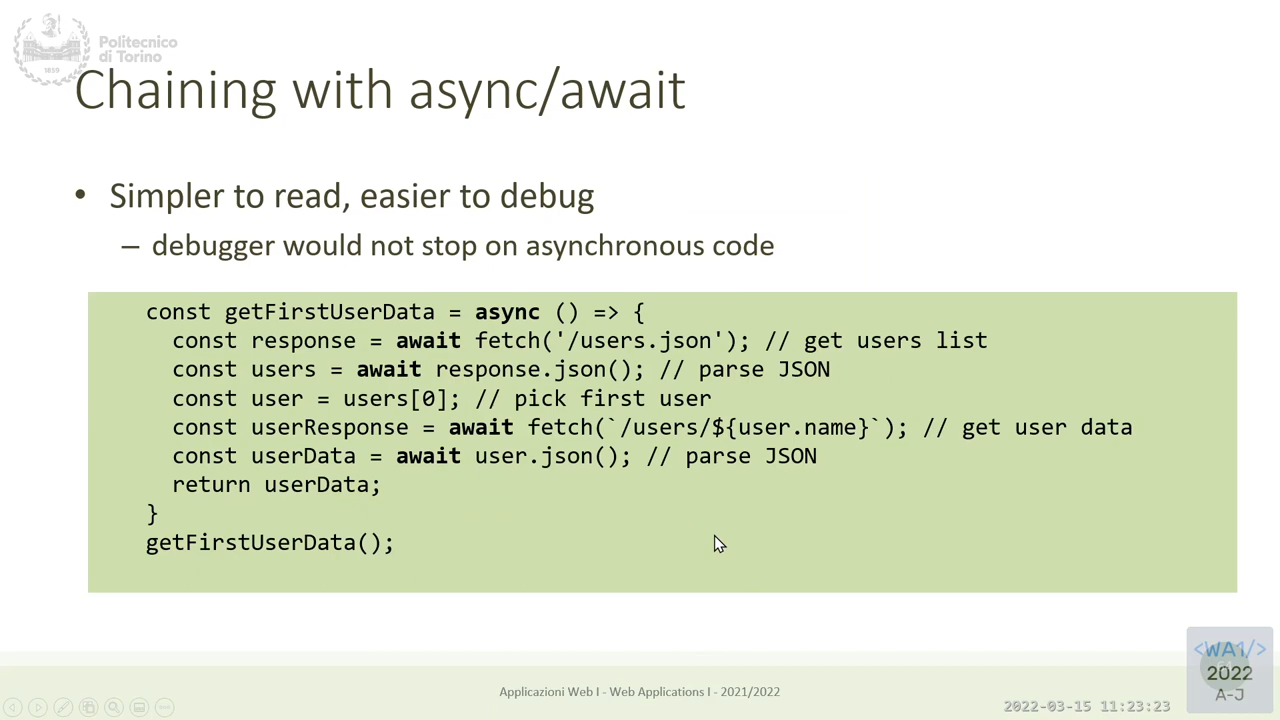 Politecnico
di Torino
1859
Chaining with async/await
• Simpler to read, easier to debug
– debugger would not stop on asynchronous code
const getFirstUserData = async () => {
  const response = await fetch('/users.json'); // get users list
  const users = await response.json(); // parse JSON
  const user = users[0]; // pick first user
  const userResponse = await fetch(`/users/${user.name}`); // get user data
  const userData = await user.json(); // parse JSON
  return userData;
}
getFirstUserData();
Applicazioni Web I - Web Applications I - 2021/2022
2022-03-15 11:23:23
<WA1/>
2022
A-J